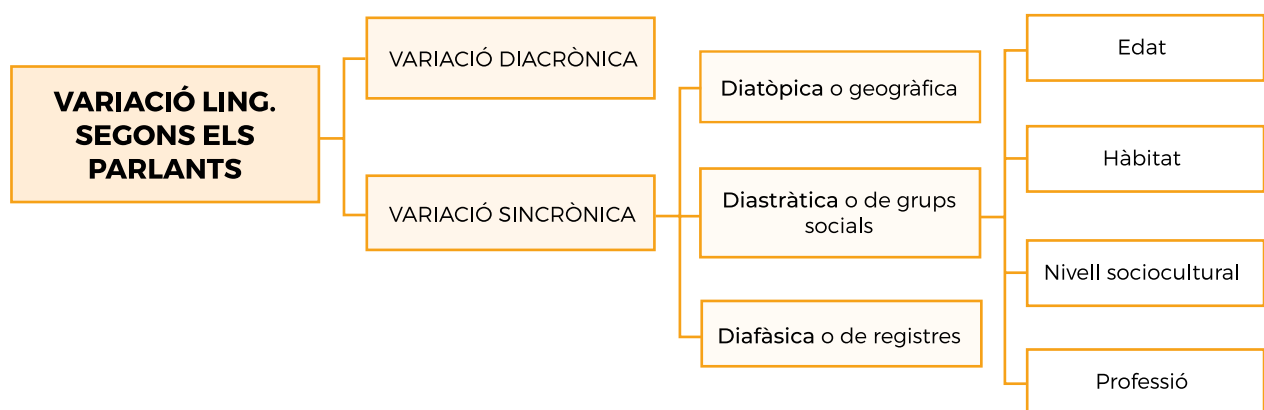 VARIACIÓ LING.
SEGONS ELS
PARLANTS
VARIACIÓ DIACRÒNICA
VARIACIÓ SINCRÒNICA
Diatòpica o geogràfica
Diastràtica o de grups
socials
Diafàsica o de registres
Edat
Hàbitat
Nivell sociocultural
Professió